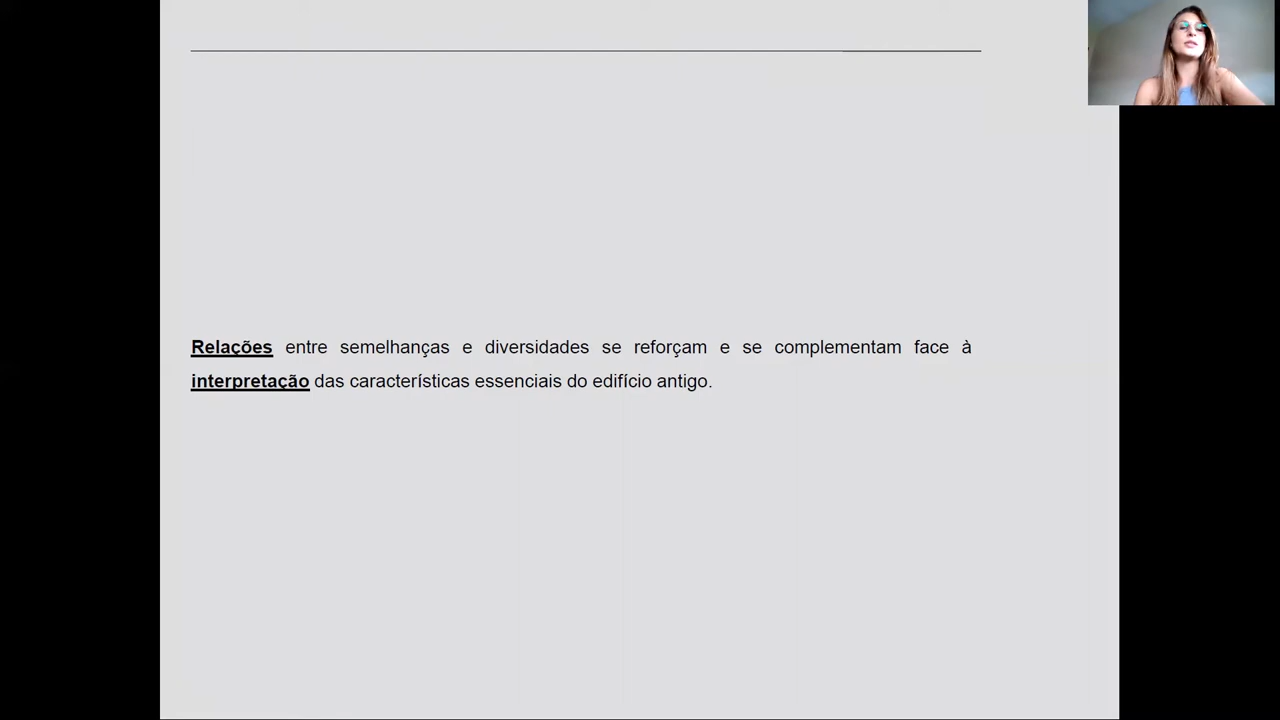 Relações entre semelhanças e diversidades se reforçam e se complementam face à
interpretação das características essenciais do edifício antigo.